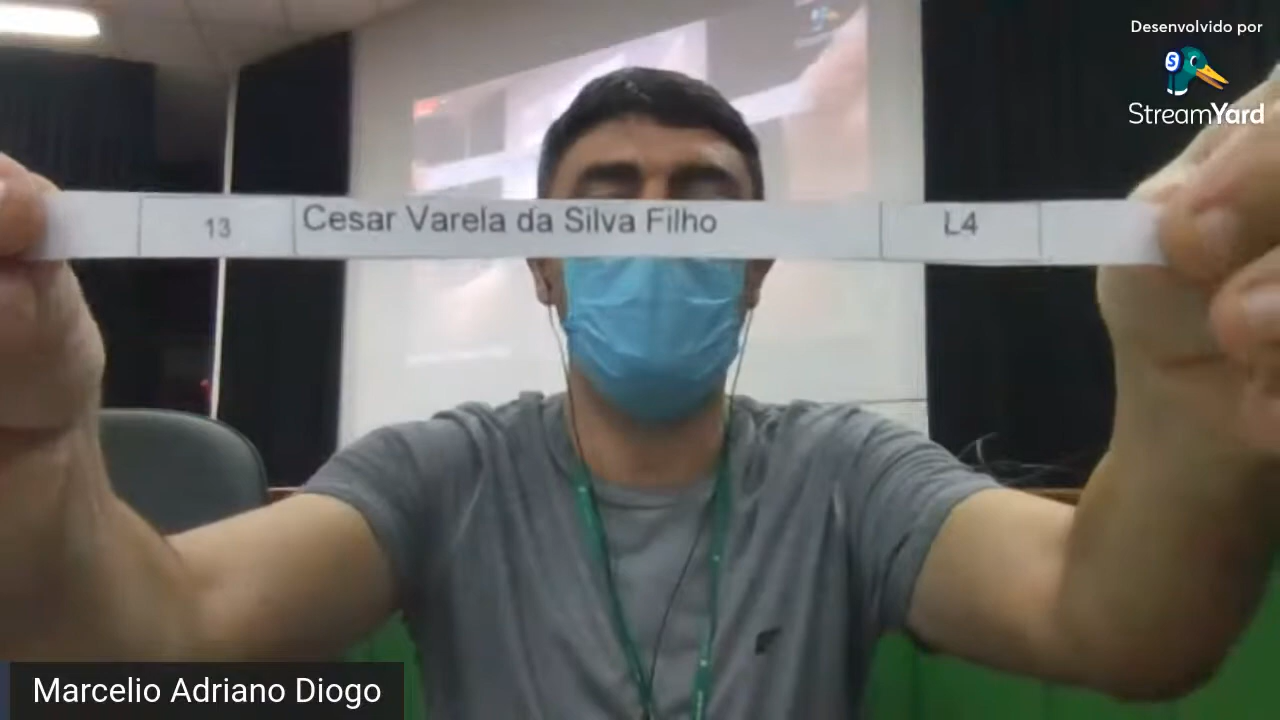 Desenvolvido por
S
StreamYard
13 Cesar Varela da Silva Filho L4
Marcelio Adriano Diogo